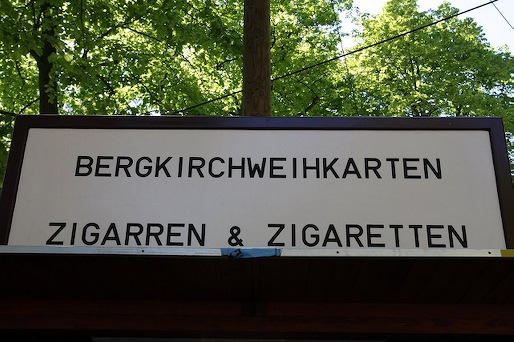 BERGKIRCHWEIHKARTEN
ZIGARREN & ZIGARETTEN